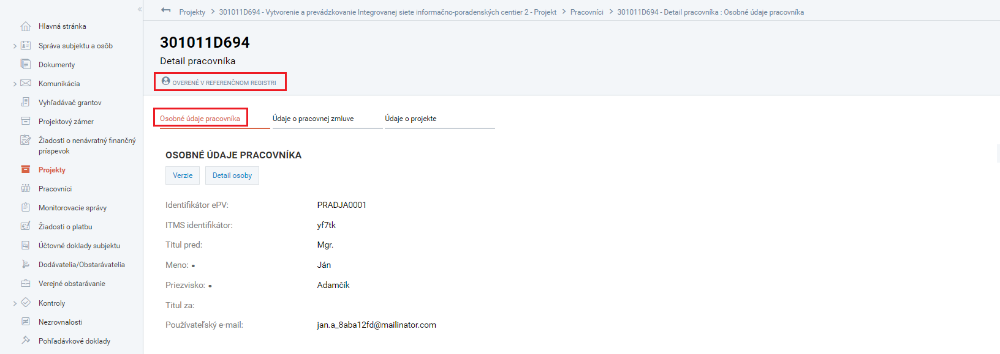 «
Projekty > 301011D694 - Vytvorenie a prevádzkovanie Integrovanej siete informačno-poradenských centier 2 - Projekt > Pracovníci > 301011D694 - Detail pracovníka : Osobné údaje pracovníka
Hlavná stránka
Správa subjektu a osôb
Dokumenty
Komunikácia
Vyhľadávač grantov
Projektový zámer
Žiadosti o nenávratný finančný
príspevok
Projekty
Pracovníci
Monitorovacie správy
Žiadosti o platbu
Účtovné doklady subjektu
Dodávatelia/Obstarávatelia
Verejné obstarávanie
Kontroly
Nezrovnalosti
Pohľadávkové doklady
301011D694
Detail pracovníka
OVERENÉ V REFERENČNOM REGISTRI
Osobné údaje pracovníka Údaje o pracovnej zmluve Údaje o projekte
OSOBNÉ ÚDAJE PRACOVNÍKA
Verzie Detail osoby
Identifikátor ePV: PRADJA0001
ITMS identifikátor: yf7tk
Titul pred: Mgr.
Meno: • Ján
Priezvisko: • Adamčík
Titul za:
Používateľský e-mail: jan.a_8aba12fd@mailinator.com